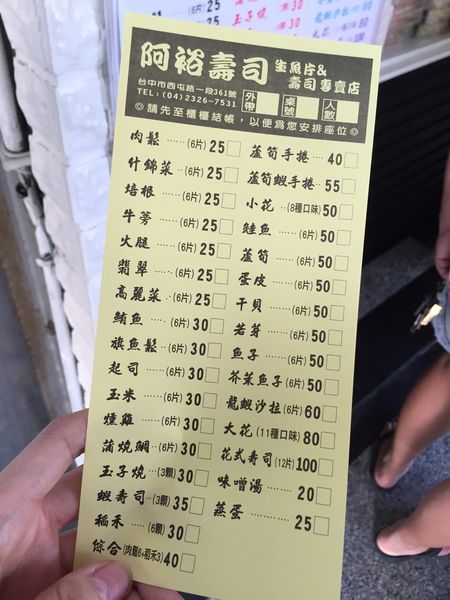 阿裕壽司 生魚片&壽司專賣店
台中市西屯路一段361號
TEL:(04)2326-7531
外帶 桌號 人數
◎請先至櫃檯結帳,以便為您安排座位◎
肉鬆……(6片)25□
什錦菜…(6片)25□
培根……(6片)25□
牛蒡……(6片)25□
火腿……(6片)25□
翡翠……(6片)25□
高麗菜…(6片)25□
鮪魚……(6片)30□
旗魚鬆…(6片)30□
起司……(6片)30□
玉米……(6片)30□
燻雞……(6片)30□
蒲燒鯛…(6片)30□
玉子燒…(3顆)30□
蝦壽司…(3顆)35□
稻禾……(6顆)30□
綜合(肉鬆6+稻禾3)40□
蘆筍手捲…40□
蘆筍蝦手捲…55□
小花…(8種口味)50□
鮭魚……(6片)50□
蘆筍……(6片)50□
蛋皮……(6片)50□
干貝……(6片)50□
若芽……(6片)50□
魚子……(6片)50□
芥茉魚子(6片)50□
龍蝦沙拉(6片)60□
大花(11種口味)80□
花式壽司(12片)100□
味噌湯………20□
蒸蛋…………25□